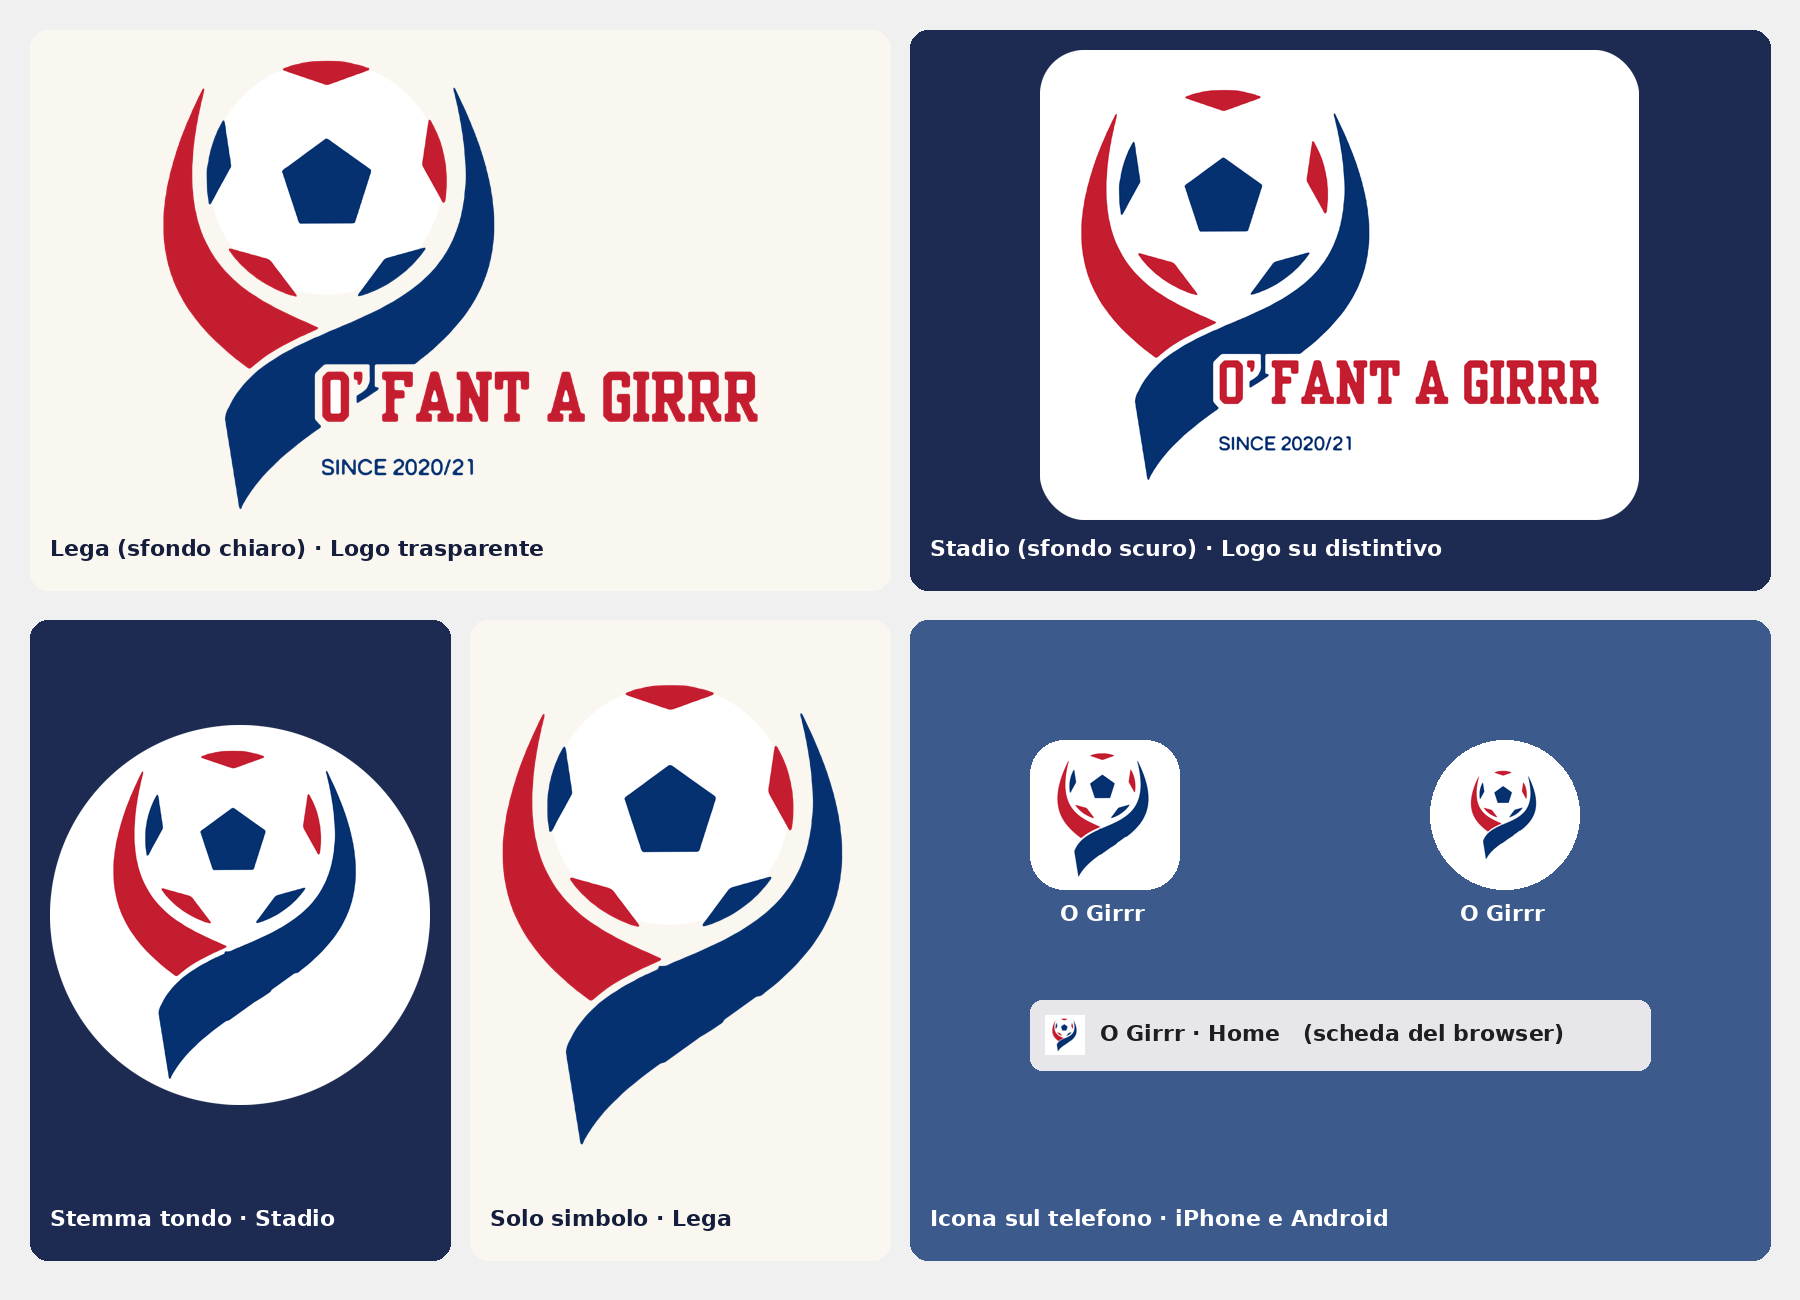 O’FANT A GIRRR
SINCE 2020/21
Lega (sfondo chiaro) · Logo trasparente
O’FANT A GIRRR
SINCE 2020/21
Stadio (sfondo scuro) · Logo su distintivo
Stemma tondo · Stadio
Solo simbolo · Lega
O Girrr
O Girrr
O Girrr · Home (scheda del browser)
Icona sul telefono · iPhone e Android